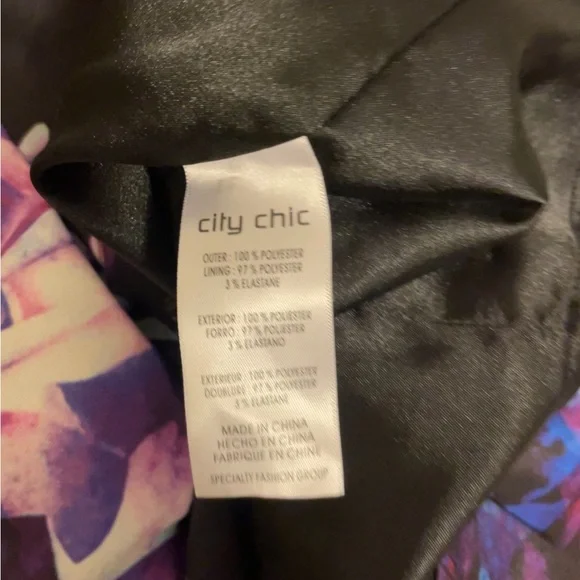 city chic
OUTER : 100 % POLYESTER
LINING : 97 % POLYESTER
3 % ELASTANE
EXTERIOR : 100 % POLIESTER
FORRO : 97 % POLIESTER
3 % ELASTANO
EXTERIEUR : 100 % POLYESTER
DOUBLURE : 97 % POLYESTER
3 % ELASTANE
MADE IN CHINA
HECHO EN CHINA
FABRIQUE EN CHINE
SPECIALTY FASHION GROUP